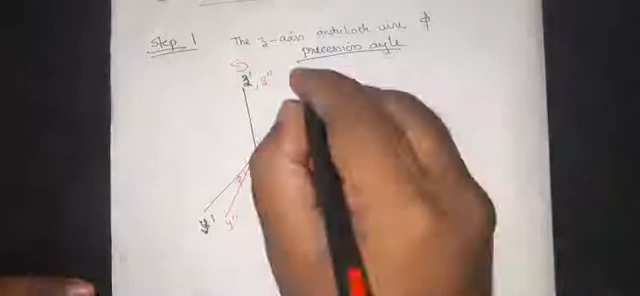 Step 1 The z-axis anticlock wise ϕ
precession angle
z', z''
y' y''